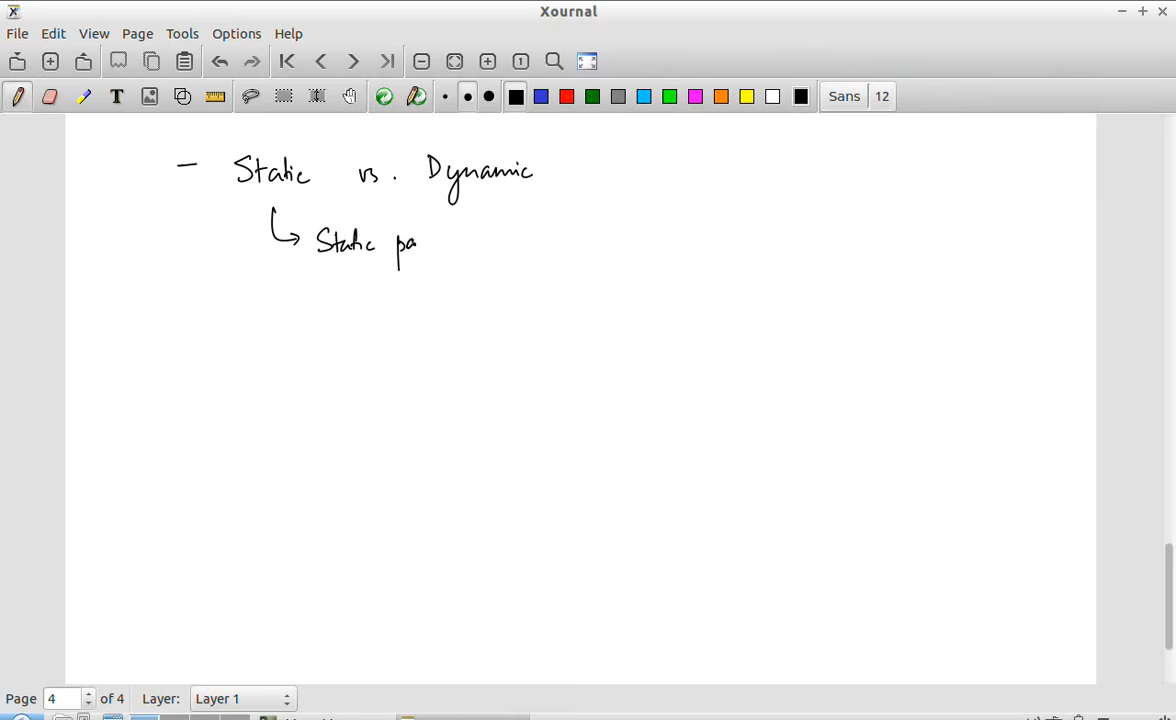 Xournal
File Edit View Page Tools Options Help
Sans 12
– Static vs. Dynamic
Static pa
Page 4 of 4 Layer: Layer 1